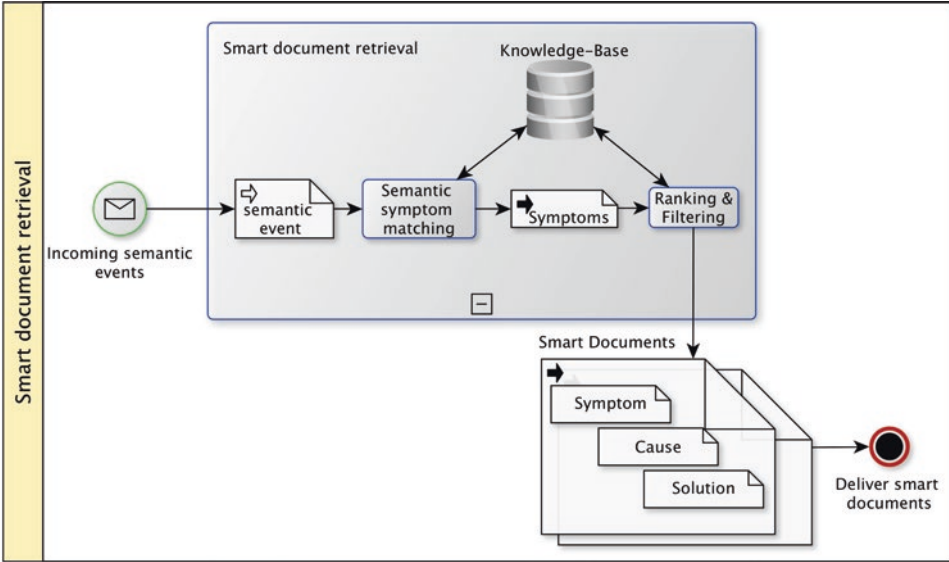 Smart document retrieval
Smart document retrieval
Knowledge-Base
Incoming semantic
events
semantic
event
Semantic
symptom
matching
Symptoms
Ranking &
Filtering
Smart Documents
Symptom
Cause
Solution
Deliver smart
documents